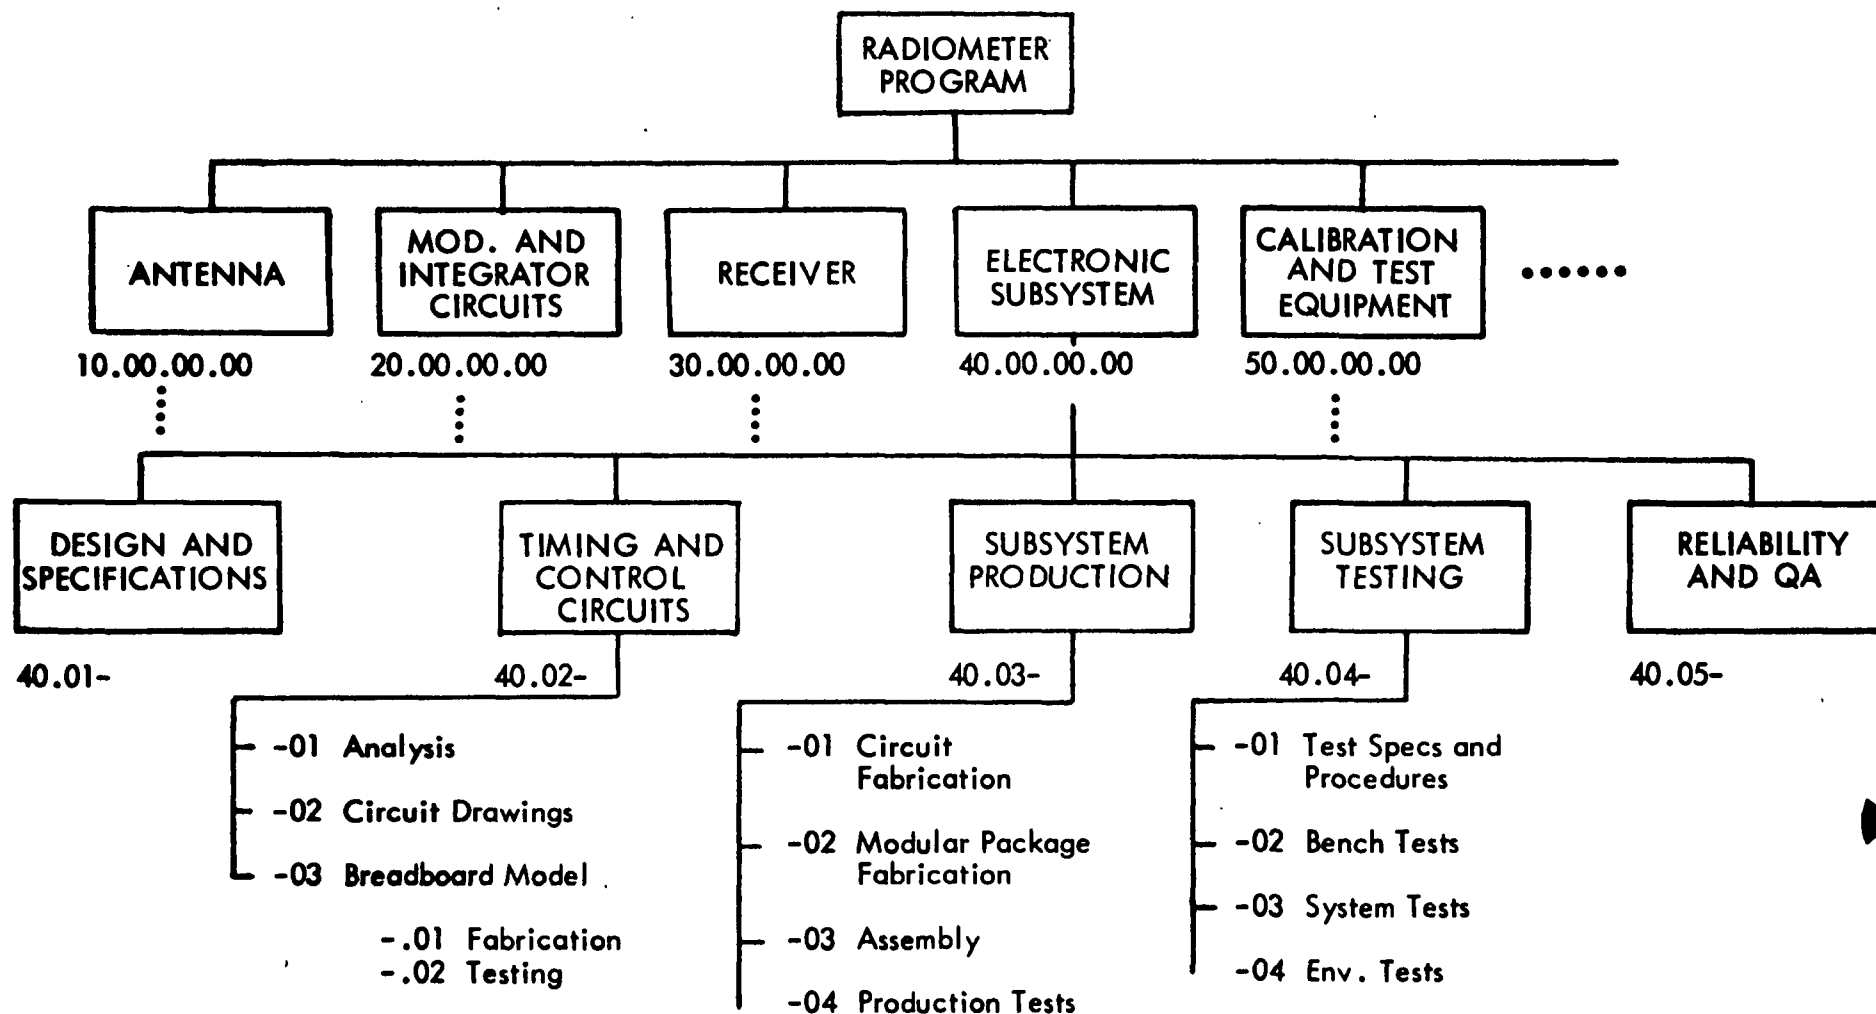 RADIOMETER
PROGRAM
ANTENNA
MOD. AND
INTEGRATOR
CIRCUITS
RECEIVER
ELECTRONIC
SUBSYSTEM
CALIBRATION
AND TEST
EQUIPMENT
10.00.00.00
20.00.00.00
30.00.00.00
40.00.00.00
50.00.00.00
DESIGN AND
SPECIFICATIONS
TIMING AND
CONTROL
CIRCUITS
SUBSYSTEM
PRODUCTION
SUBSYSTEM
TESTING
RELIABILITY
AND QA
40.01-
40.02-
40.03-
40.04-
40.05-
-01 Analysis
-02 Circuit Drawings
-03 Breadboard Model
-.01 Fabrication
-.02 Testing
-01 Circuit
Fabrication
-02 Modular Package
Fabrication
-03 Assembly
-04 Production Tests
-01 Test Specs and
Procedures
-02 Bench Tests
-03 System Tests
-04 Env. Tests